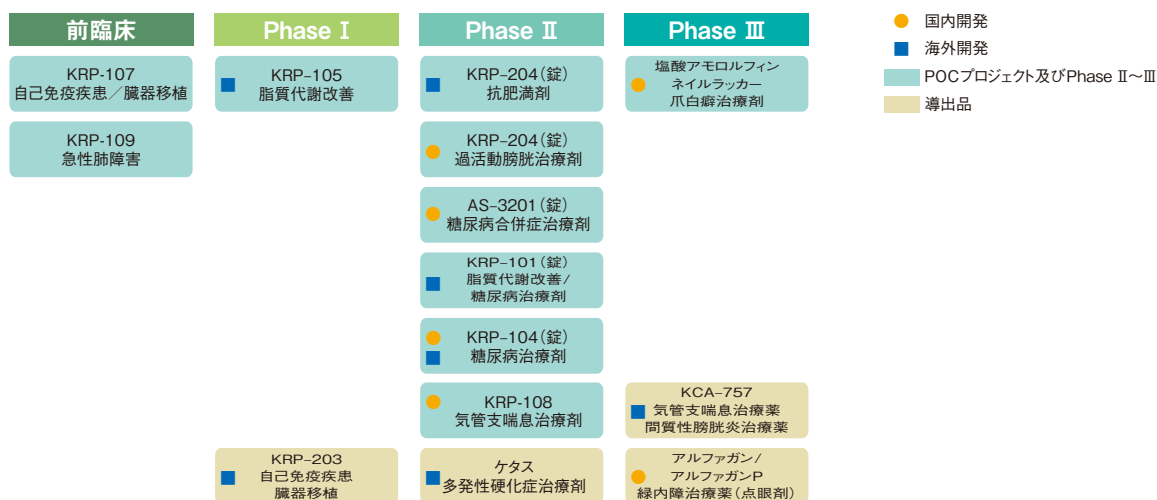 前臨床
Phase Ⅰ
Phase Ⅱ
Phase Ⅲ
国内開発
海外開発
POCプロジェクト及びPhase Ⅱ~Ⅲ
導出品
KRP-107
自己免疫疾患/臓器移植
KRP-109
急性肺障害
KRP-105
脂質代謝改善
KRP-203
自己免疫疾患
臓器移植
KRP-204(錠)
抗肥満剤
KRP-204(錠)
過活動膀胱治療剤
AS-3201(錠)
糖尿病合併症治療剤
KRP-101(錠)
脂質代謝改善/
糖尿病治療剤
KRP-104(錠)
糖尿病治療剤
KRP-108
気管支喘息治療剤
ケタス
多発性硬化症治療剤
塩酸アモロルフィン
ネイルラッカー
爪白癬治療剤
KCA-757
気管支喘息治療薬
間質性膀胱炎治療薬
アルファガン/
アルファガンP
緑内障治療薬(点眼剤)